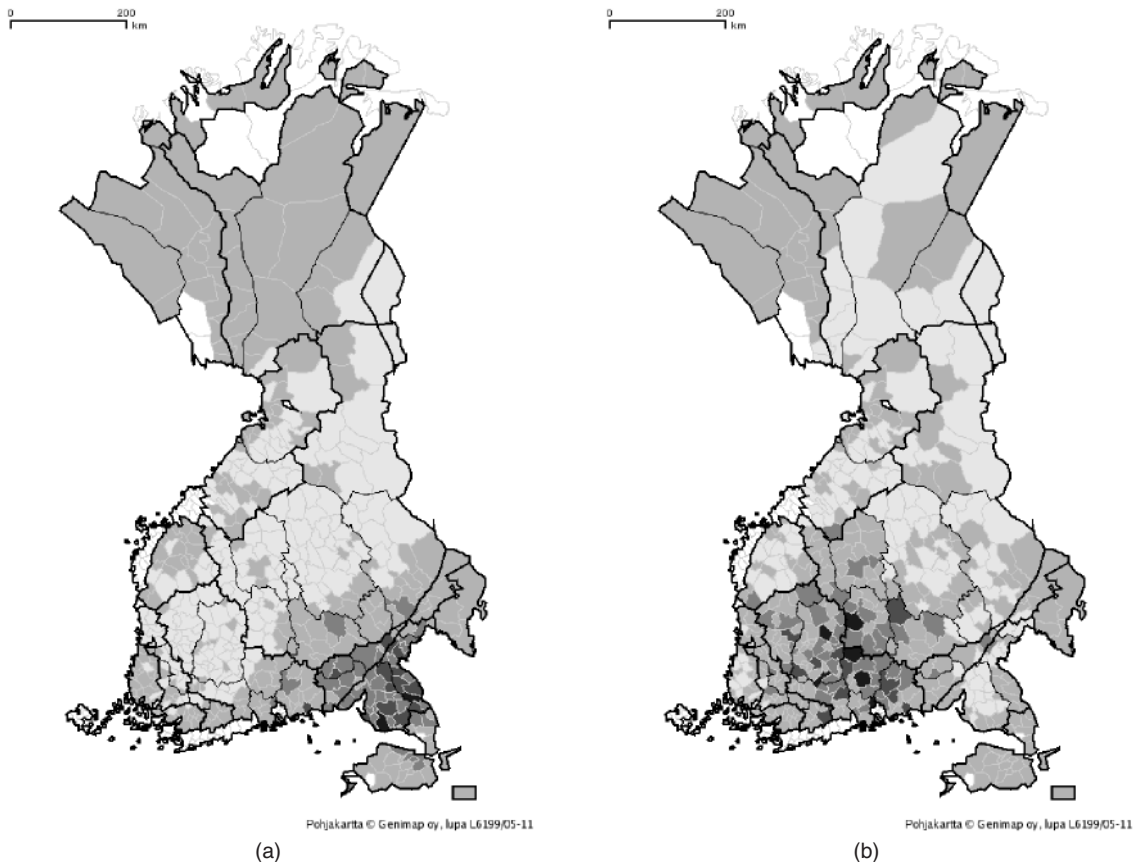 0 200
km
0 200
km
Pohjakartta © Genimap oy, lupa L6199/05-11
Pohjakartta © Genimap oy, lupa L6199/05-11
(a)
(b)